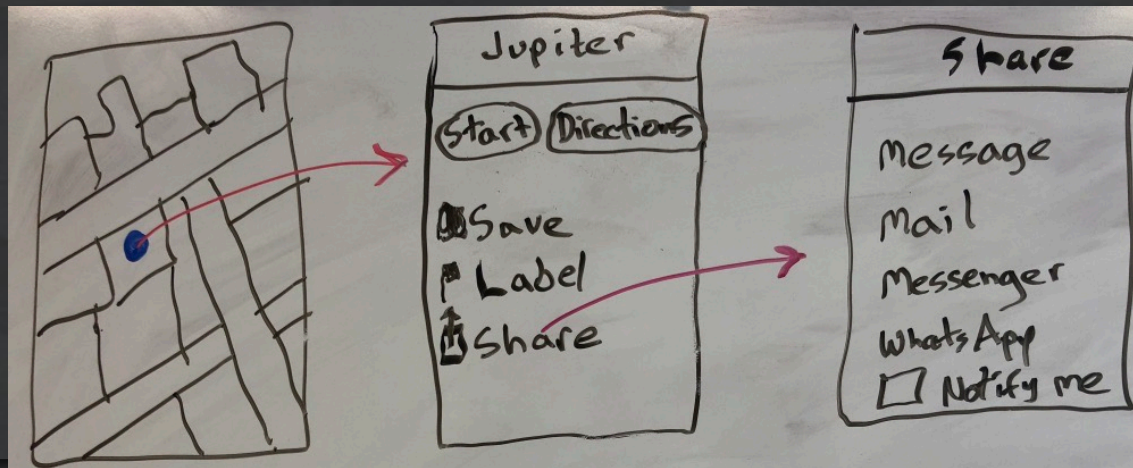 Jupiter
Start Directions
Save
Label
Share
Share
Message
Mail
Messenger
WhatsApp
Notify me